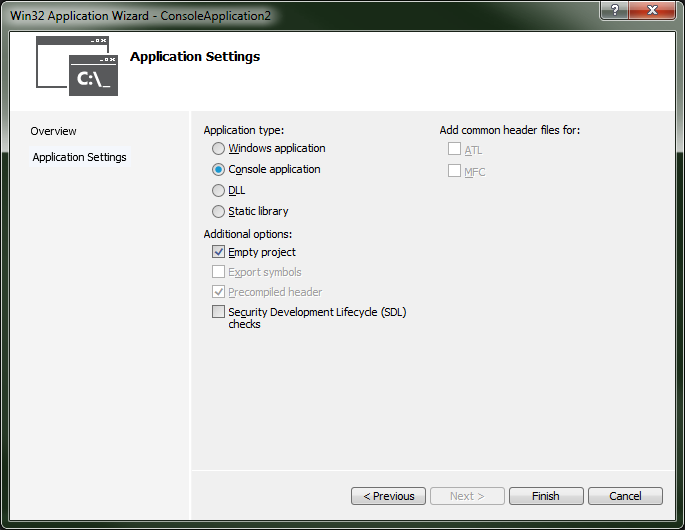 Win32 Application Wizard - ConsoleApplication2
?
C:\_
Application Settings
Overview
Application Settings
Application type:
Windows application
Console application
DLL
Static library
Additional options:
Empty project
Export symbols
Precompiled header
Security Development Lifecycle (SDL)
checks
Add common header files for:
ATL
MFC
< Previous
Next >
Finish
Cancel